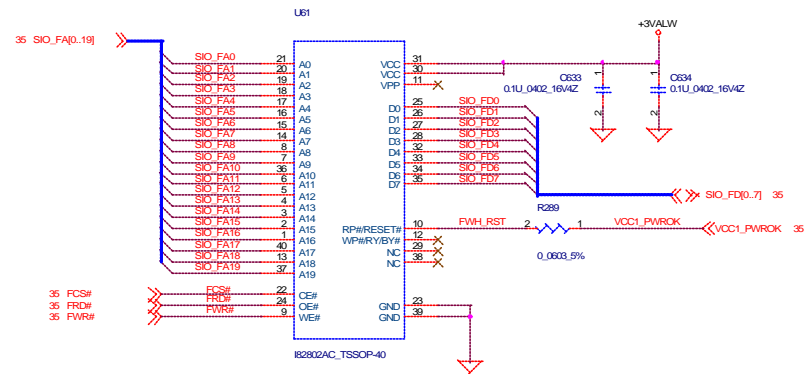 U61
+3VALW
35 SIO_FA[0..19]
SIO_FA0 21 A0 VCC 31
SIO_FA1 20 A1 VCC 30
SIO_FA2 19 A2 VPP 11
SIO_FA3 18 A3
SIO_FA4 17 A4 D0 25 SIO_FD0
SIO_FA5 16 A5 D1 26 SIO_FD1
SIO_FA6 15 A6 D2 27 SIO_FD2
SIO_FA7 14 A7 D3 28 SIO_FD3
SIO_FA8 8 A8 D4 32 SIO_FD4
SIO_FA9 7 A9 D5 33 SIO_FD5
SIO_FA10 36 A10 D6 34 SIO_FD6
SIO_FA11 6 A11 D7 35 SIO_FD7
SIO_FA12 5 A12
SIO_FA13 4 A13
SIO_FA14 3 A14
SIO_FA15 2 A15
SIO_FA16 1 A16
SIO_FA17 40 A17
SIO_FA18 13 A18
SIO_FA19 37 A19
C633
0.1U_0402_16V4Z
1
2
C634
0.1U_0402_16V4Z
1
2
SIO_FD[0..7] 35
R289
RP#/RESET# 10 FWH_RST 2 1 VCC1_PWROK VCC1_PWROK 35
0_0603_5%
WP#/RY/BY# 12
NC 29
NC 38
35 FCS# FCS# 22 CE#
35 FRD# FRD# 24 OE# GND 23
35 FWR# FWR# 9 WE# GND 39
I82802AC_TSSOP-40